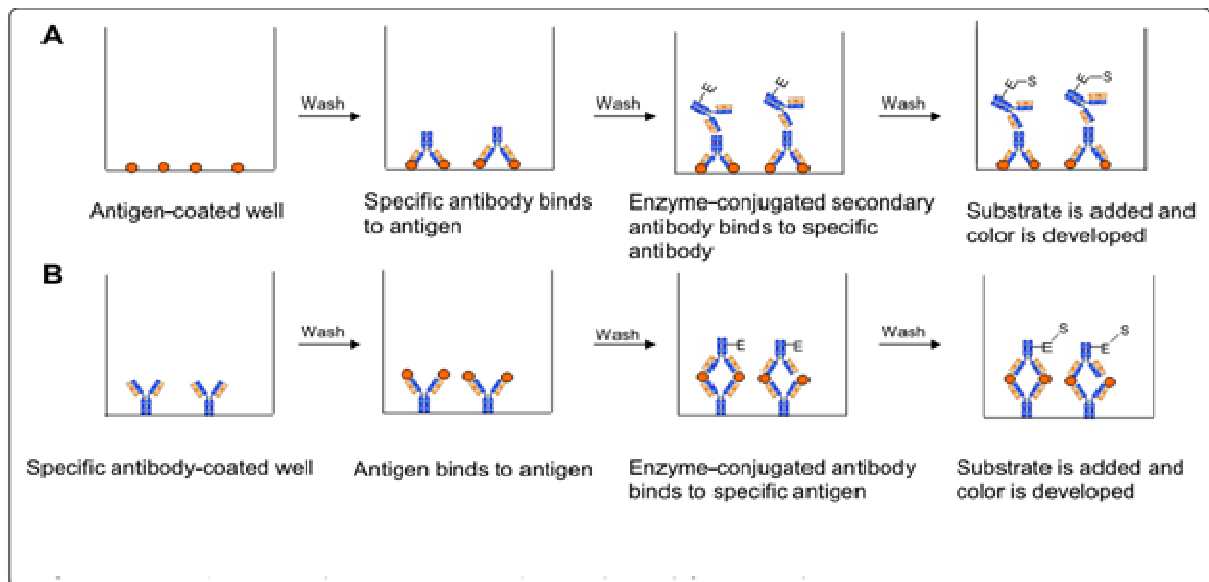 A
Wash
Wash
Wash
E
E
E
S
E
S
Antigen-coated well
Specific antibody binds
to antigen
Enzyme-conjugated secondary
antibody binds to specific
antibody
Substrate is added and
color is developed
B
Wash
Wash
Wash
E
E
E
S
E
S
Specific antibody-coated well
Antigen binds to antigen
Enzyme-conjugated antibody
binds to specific antigen
Substrate is added and
color is developed